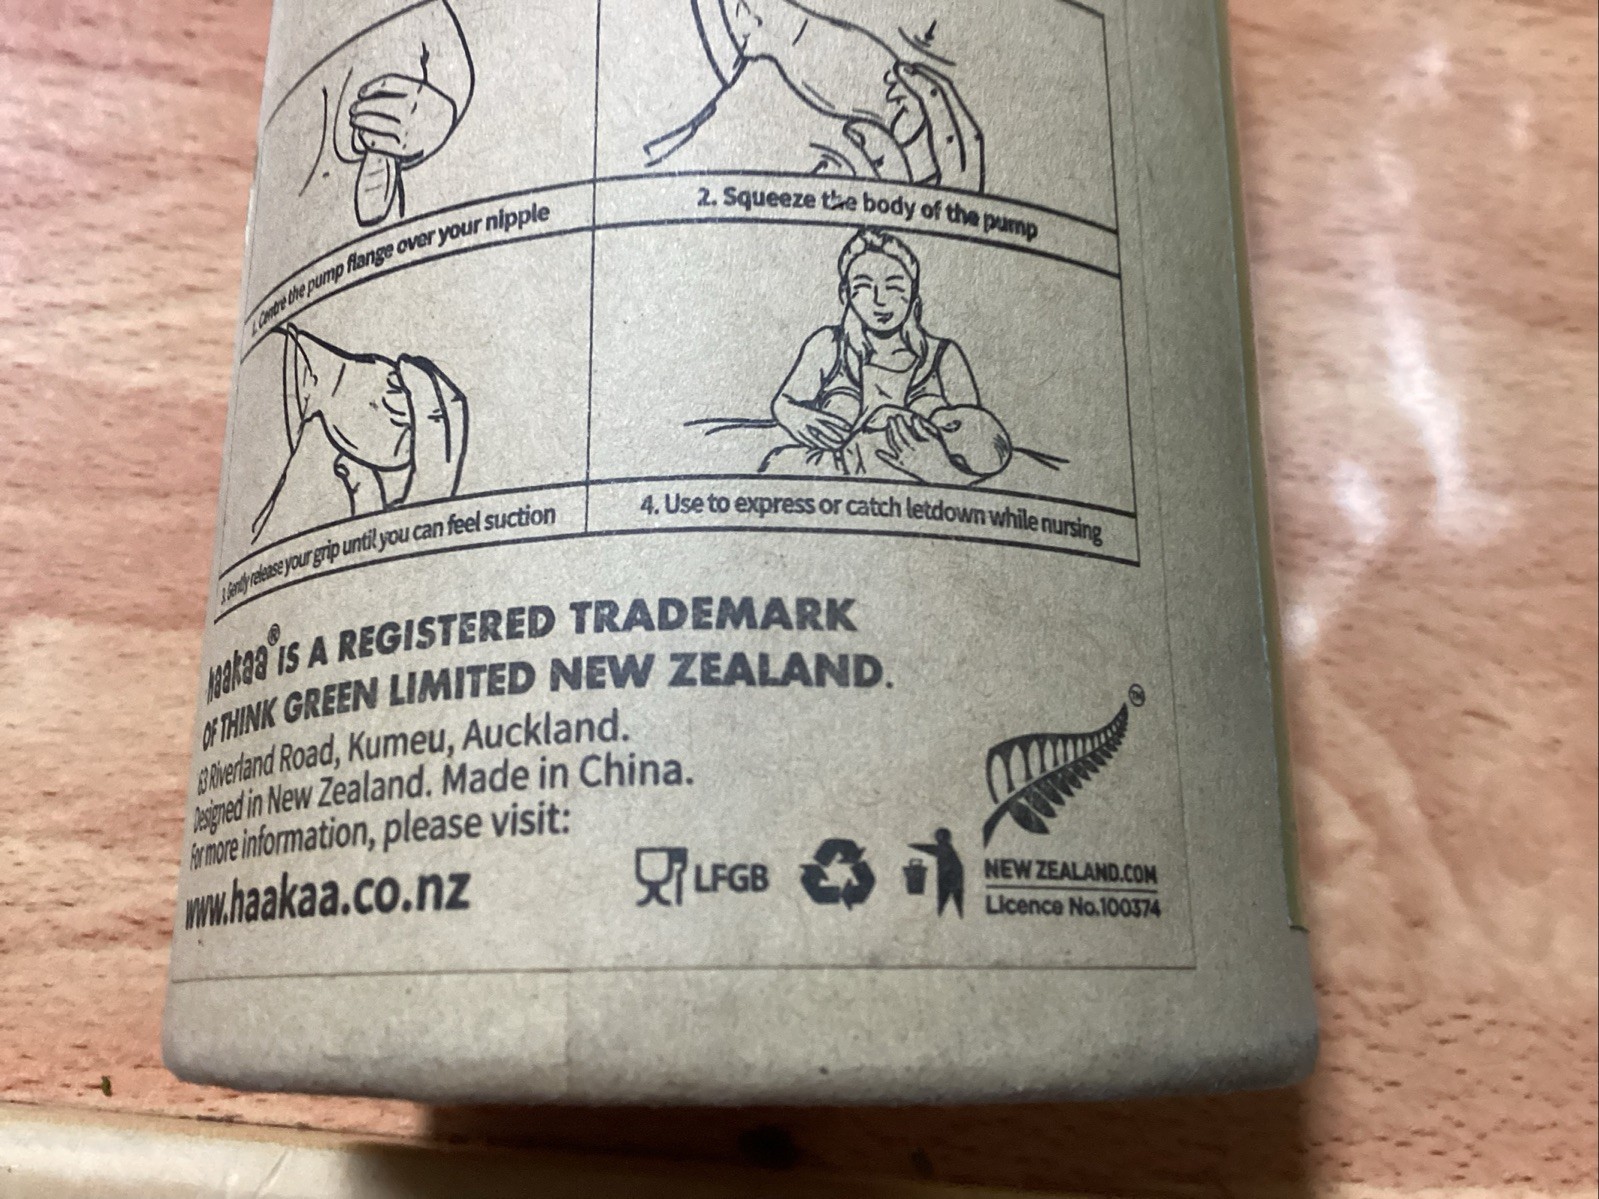 1. Centre the pump flange over your nipple
2. Squeeze the body of the pump
3. Gently release your grip until you can feel suction
4. Use to express or catch letdown while nursing
haakaa® IS A REGISTERED TRADEMARK
OF THINK GREEN LIMITED NEW ZEALAND.
63 Riverland Road, Kumeu, Auckland.
Designed in New Zealand. Made in China.
For more information, please visit:
www.haakaa.co.nz
LFGB
TM
NEW ZEALAND.COM
Licence No.100374